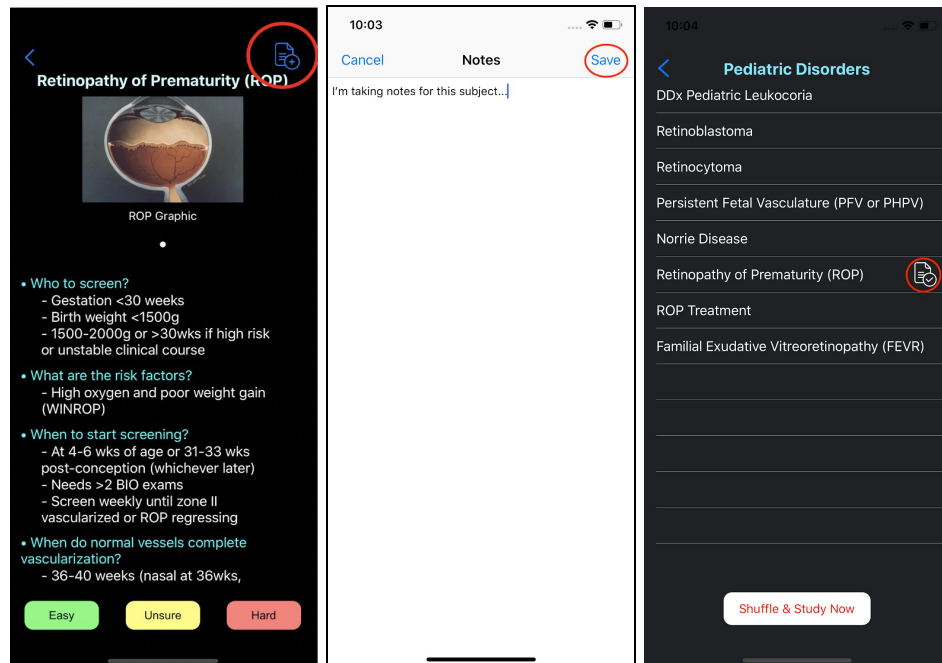 Retinopathy of Prematurity (ROP)
ROP Graphic
• Who to screen?
- Gestation <30 weeks
- Birth weight <1500g
- 1500-2000g or >30wks if high risk
or unstable clinical course
• What are the risk factors?
- High oxygen and poor weight gain
(WINROP)
• When to start screening?
- At 4-6 wks of age or 31-33 wks
post-conception (whichever later)
- Needs >2 BIO exams
- Screen weekly until zone II
vascularized or ROP regressing
• When do normal vessels complete
vascularization?
- 36-40 weeks (nasal at 36wks,
Easy Unsure Hard
10:03
Cancel Notes Save
I'm taking notes for this subject...
10:04
Pediatric Disorders
DDx Pediatric Leukocoria
Retinoblastoma
Retinocytoma
Persistent Fetal Vasculature (PFV or PHPV)
Norrie Disease
Retinopathy of Prematurity (ROP)
ROP Treatment
Familial Exudative Vitreoretinopathy (FEVR)
Shuffle & Study Now